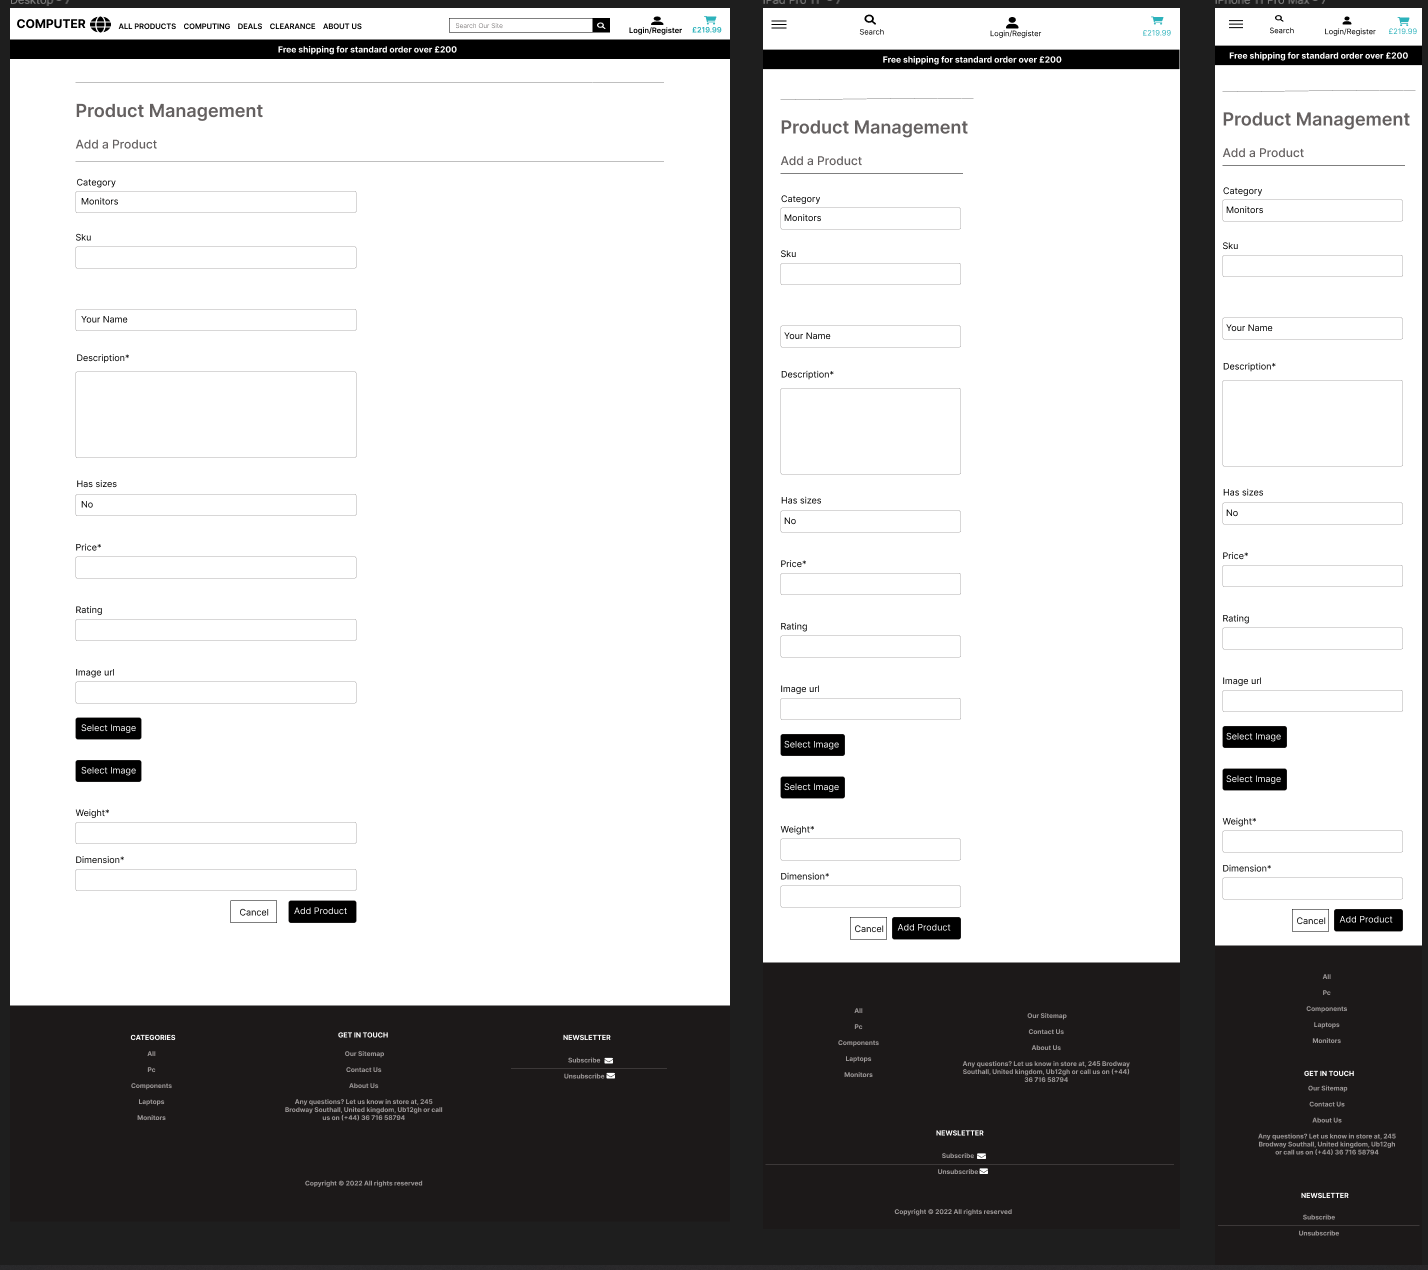 Desktop - 7
COMPUTER ALL PRODUCTS COMPUTING DEALS CLEARANCE ABOUT US Search Our Site Login/Register £219.99
Free shipping for standard order over £200
Product Management
Add a Product
Category
Monitors
Sku
Your Name
Description*
Has sizes
No
Price*
Rating
Image url
Select Image
Select Image
Weight*
Dimension*
Cancel Add Product
CATEGORIES
All
Pc
Components
Laptops
Monitors
GET IN TOUCH
Our Sitemap
Contact Us
About Us
Any questions? Let us know in store at, 245
Brodway Southall, United kingdom, Ub12gh or call
us on (+44) 36 716 58794
NEWSLETTER
Subscribe
Unsubscribe
Copyright © 2022 All rights reserved
iPad Pro 11" - 7
Search Login/Register £219.99
Free shipping for standard order over £200
Product Management
Add a Product
Category
Monitors
Sku
Your Name
Description*
Has sizes
No
Price*
Rating
Image url
Select Image
Select Image
Weight*
Dimension*
Cancel Add Product
All
Pc
Components
Laptops
Monitors
Our Sitemap
Contact Us
About Us
Any questions? Let us know in store at, 245 Brodway
Southall, United kingdom, Ub12gh or call us on (+44)
36 716 58794
NEWSLETTER
Subscribe
Unsubscribe
Copyright © 2022 All rights reserved
iPhone 11 Pro Max - 7
Search Login/Register £219.99
Free shipping for standard order over £200
Product Management
Add a Product
Category
Monitors
Sku
Your Name
Description*
Has sizes
No
Price*
Rating
Image url
Select Image
Select Image
Weight*
Dimension*
Cancel Add Product
All
Pc
Components
Laptops
Monitors
GET IN TOUCH
Our Sitemap
Contact Us
About Us
Any questions? Let us know in store at, 245
Brodway Southall, United kingdom, Ub12gh
or call us on (+44) 36 716 58794
NEWSLETTER
Subscribe
Unsubscribe